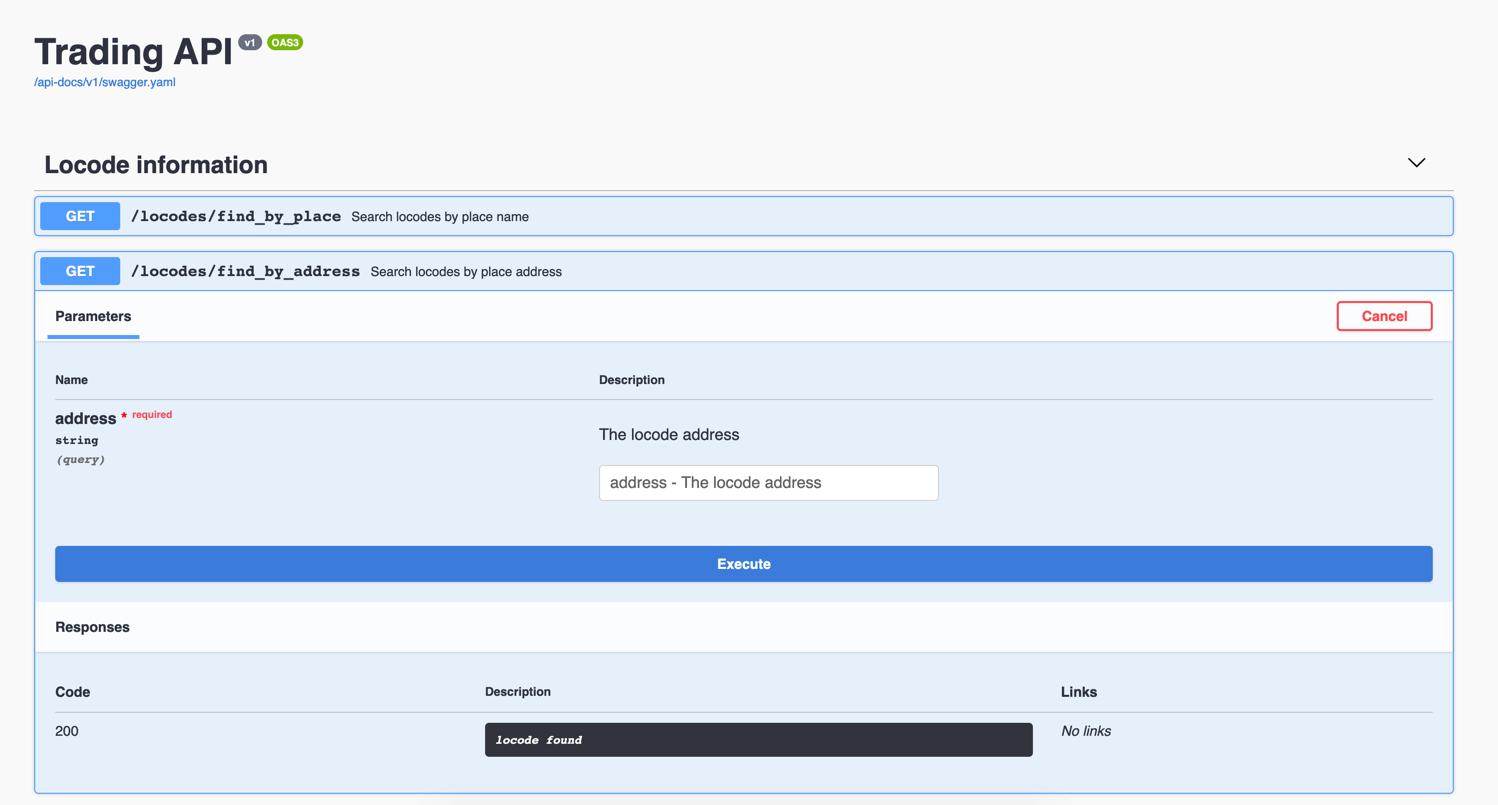 Trading API v1 OAS3
/api-docs/v1/swagger.yaml
Locode information
GET /locodes/find_by_place Search locodes by place name
GET /locodes/find_by_address Search locodes by place address
Parameters Cancel
Name Description
address * required The locode address
string
(query)
address - The locode address
Execute
Responses
Code Description Links
200 locode found No links